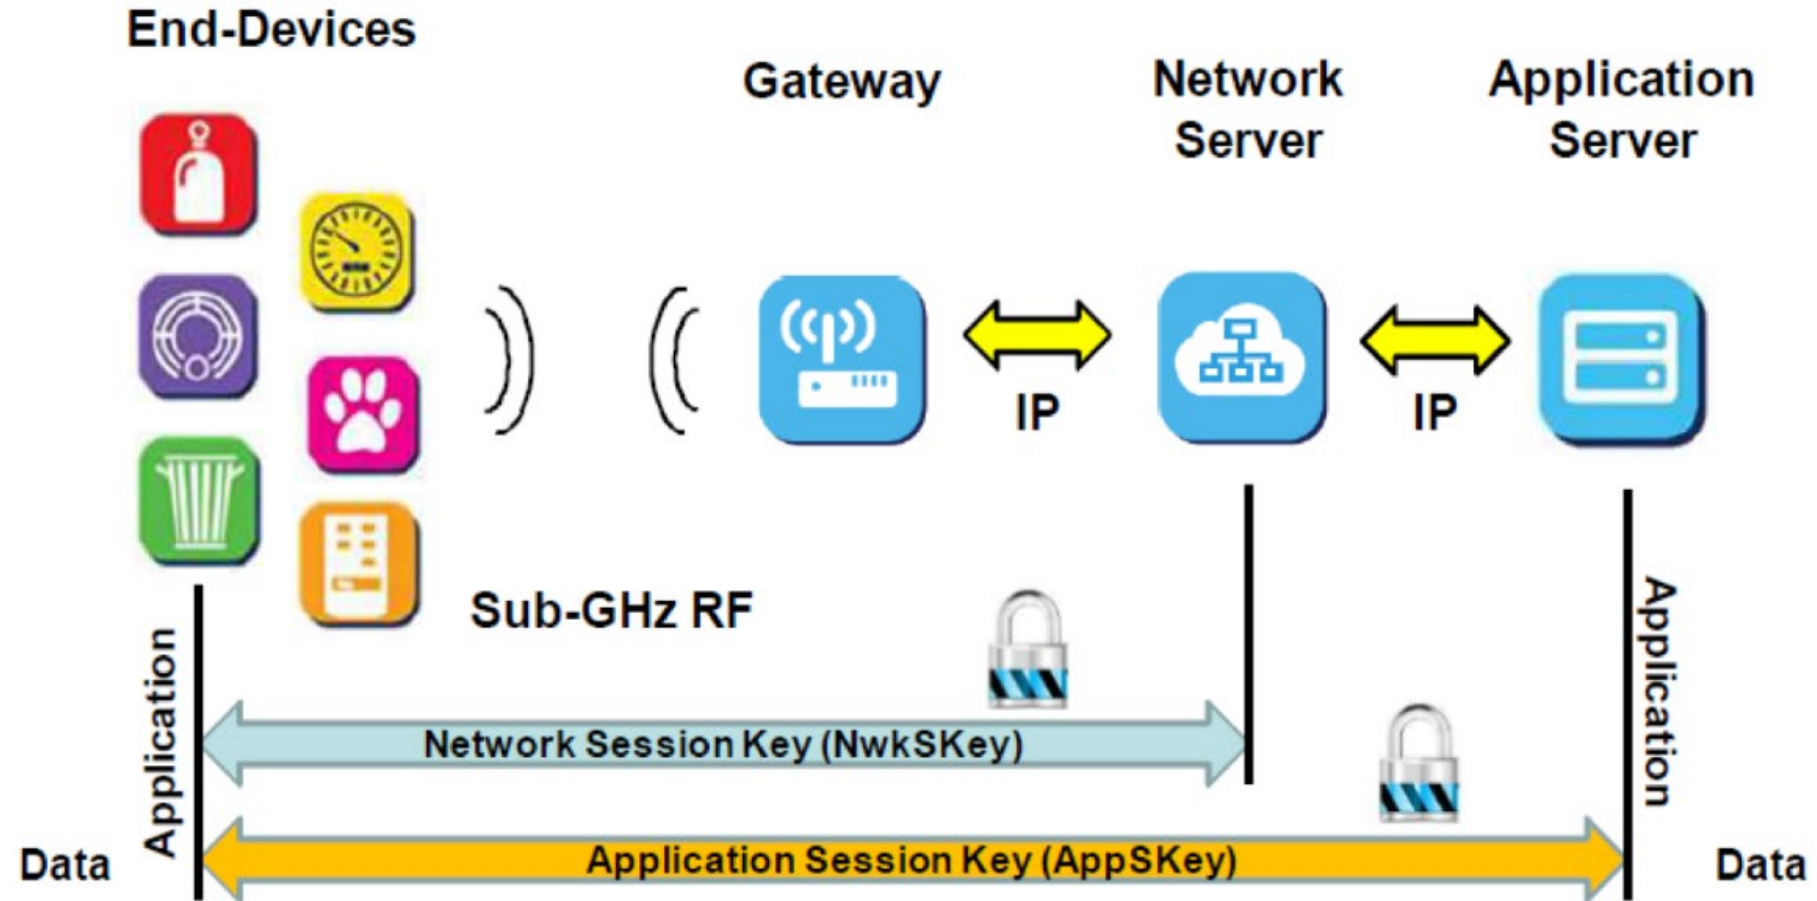 End-Devices
Gateway
Network
Server
Application
Server
IP
IP
Sub-GHz RF
Application
Application
Network Session Key (NwkSKey)
Application Session Key (AppSKey)
Data
Data